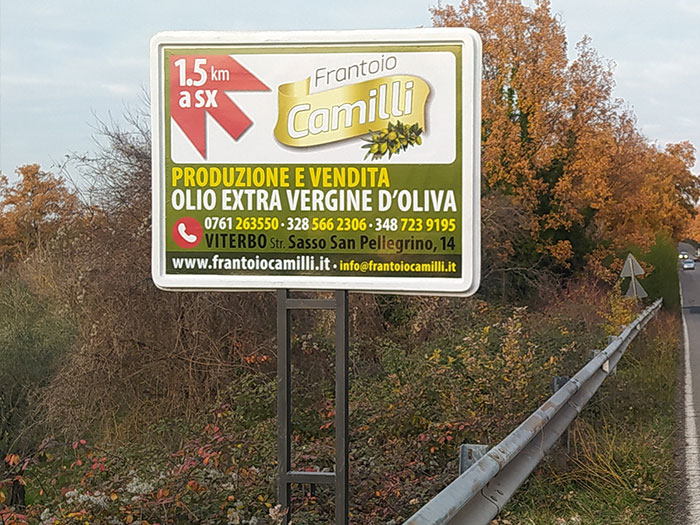 1.5 km
a sx
Frantoio
Camilli
PRODUZIONE E VENDITA
OLIO EXTRA VERGINE D'OLIVA
0761 263550 · 328 566 2306 · 348 723 9195
VITERBO Str. Sasso San Pellegrino, 14
www.frantoiocamilli.it · info@frantoiocamilli.it